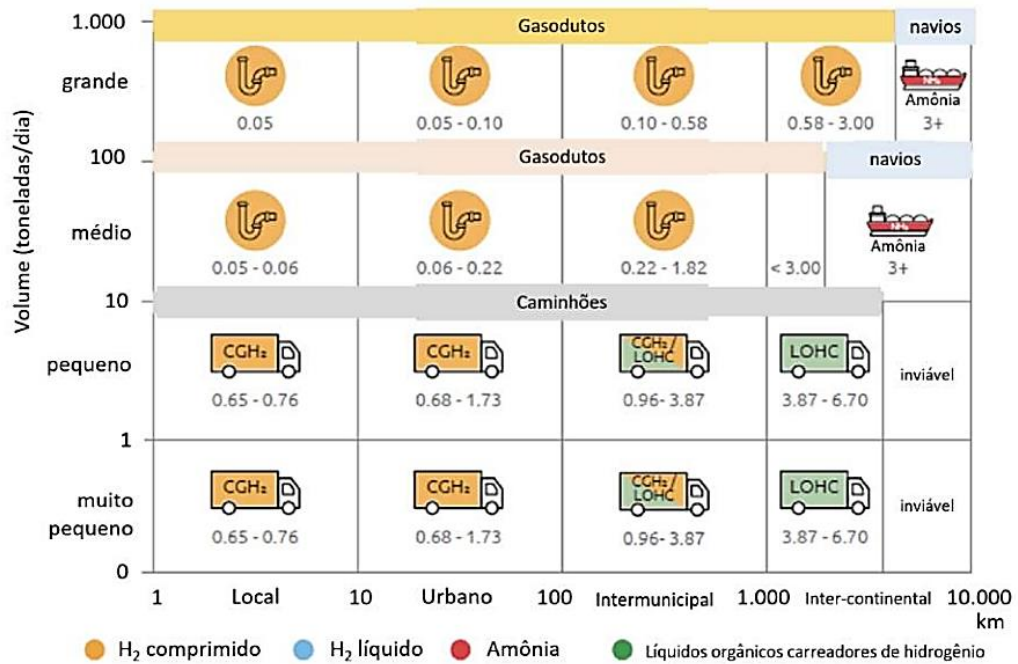 1.000
Gasodutos
navios
grande
NH₃
Amônia
0.05
0.05 - 0.10
0.10 - 0.58
0.58 - 3.00
3+
100
Gasodutos
navios
médio
NH₃
Amônia
0.05 - 0.06
0.06 - 0.22
0.22 - 1.82
< 3.00
3+
Volume (toneladas/dia)
10
Caminhões
pequeno
CGH₂
CGH₂
CGH₂/
LOHC
LOHC
inviável
0.65 - 0.76
0.68 - 1.73
0.96- 3.87
3.87 - 6.70
1
muito
pequeno
CGH₂
CGH₂
CGH₂/
LOHC
LOHC
inviável
0.65 - 0.76
0.68 - 1.73
0.96- 3.87
3.87 - 6.70
0
1
Local
10
Urbano
100
Intermunicipal
1.000
Inter-continental
10.000
km
H₂ comprimido
H₂ líquido
Amônia
Líquidos orgânicos carreadores de hidrogênio